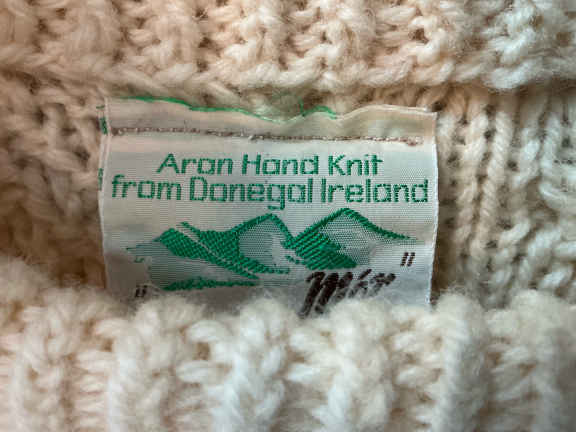 Aran Hand Knit
from Donegal Ireland